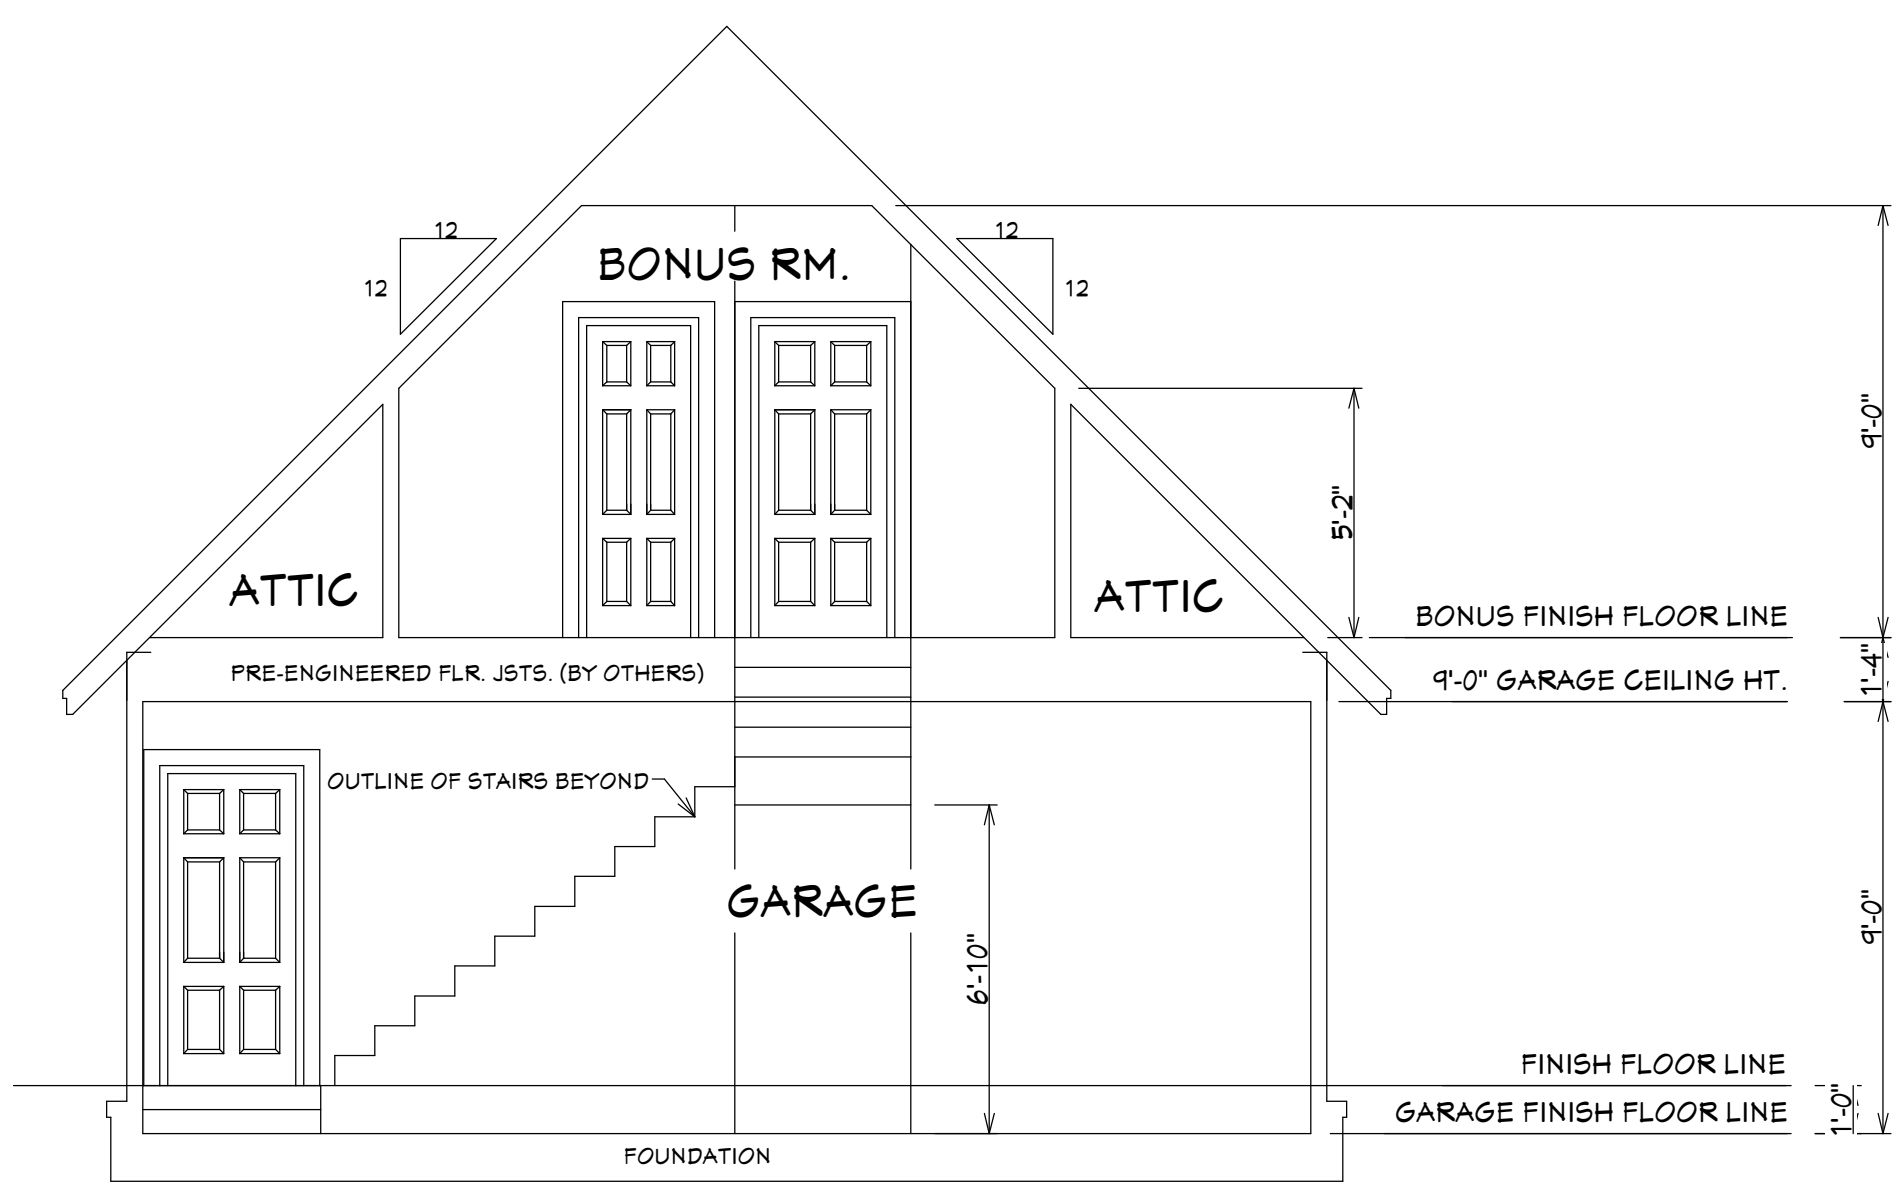 12
12
BONUS RM.
12
12
9'-0"
5'-2"
ATTIC
ATTIC
BONUS FINISH FLOOR LINE
PRE-ENGINEERED FLR. JSTS. (BY OTHERS)
9'-0" GARAGE CEILING HT.
1'-4"
OUTLINE OF STAIRS BEYOND
GARAGE
9'-0"
6'-10"
FINISH FLOOR LINE
GARAGE FINISH FLOOR LINE
1'-0"
FOUNDATION